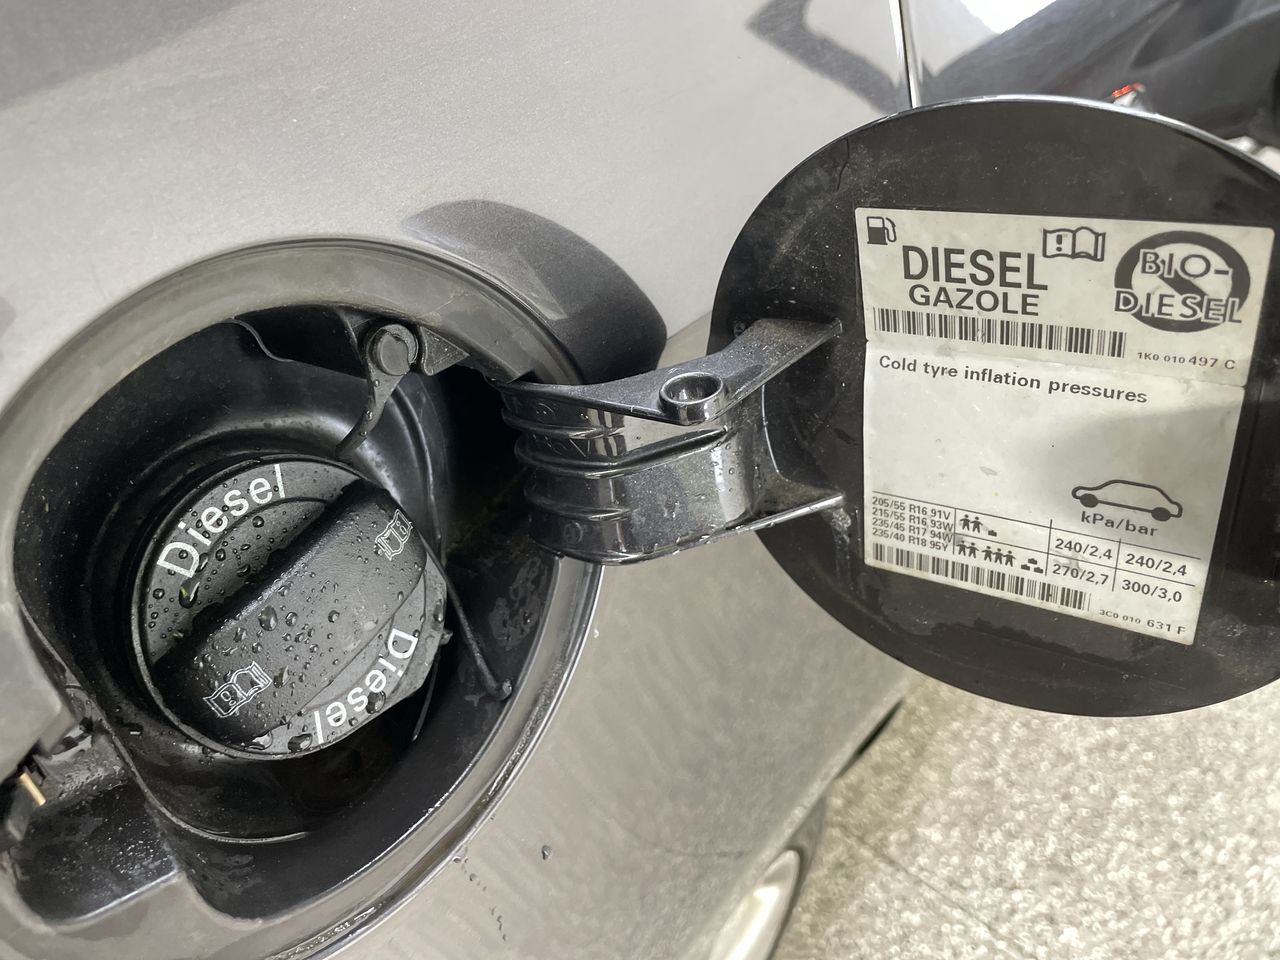 Diesel
Diesel
DIESEL
GAZOLE
BIO-
DIESEL
1K0 010 497 C
Cold tyre inflation pressures
kPa/bar
205/55 R16 91V
215/55 R16 93W
235/45 R17 94W
235/40 R18 95Y
240/2,4 240/2,4
270/2,7 300/3,0
3C0 010 631 F